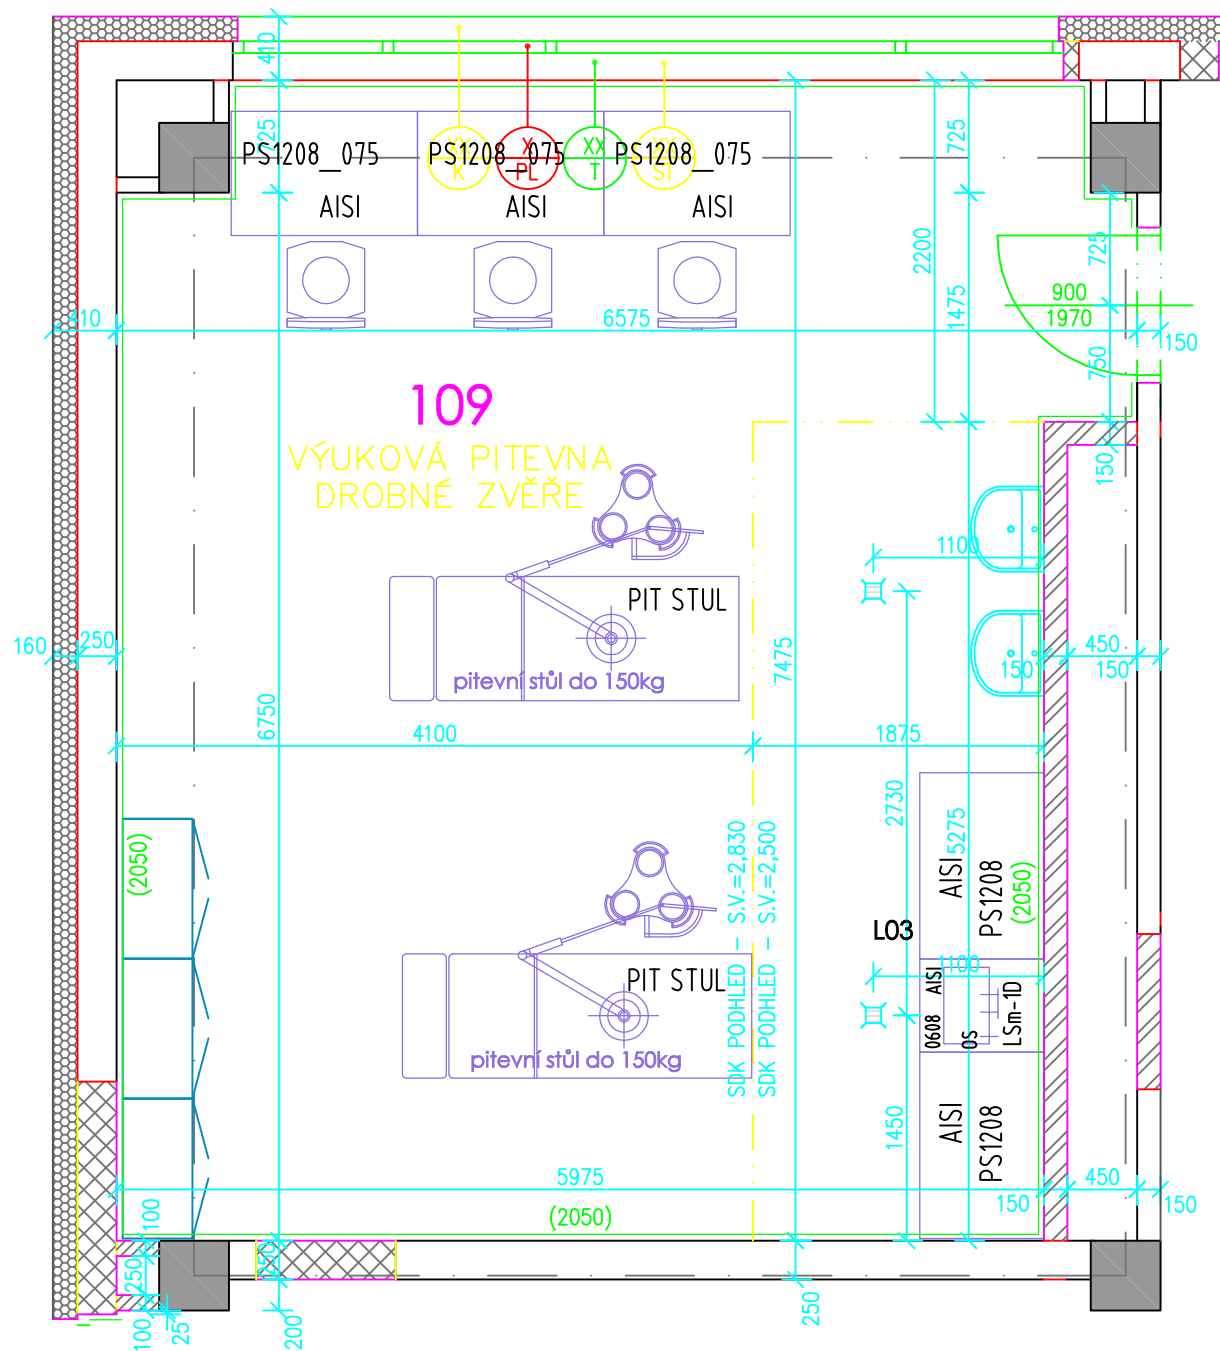 410
725
PS1208_075
PS1208_075
PS1208_075
XX
K
X
PL
XX
T
SI
AISI
AISI
AISI
725
2200
1475
725
900
1970
750
150
410
6575
150
109
VÝUKOVÁ PITEVNA
DROBNÉ ZVĚŘE
1100
PIT STUL
pitevní stůl do 150kg
160
250
7475
150
450
150
6750
4100
1875
2730
5275
(2050)
SDK PODHLED - S.V.=2,830
SDK PODHLED - S.V.=2,500
AISI
PS1208
(2050)
L03
1100
PIT STUL
pitevní stůl do 150kg
0608
AISI
OS
LSm-1D
1450
AISI
PS1208
5975
150
450
150
(2050)
100
250
100
25
250
200
250